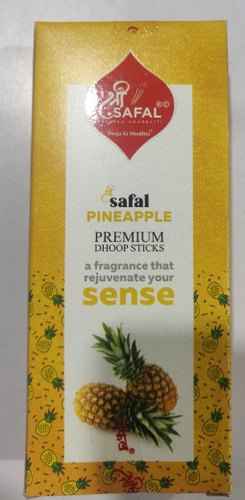 श्री
SAFAL®©
safal
PINEAPPLE
PREMIUM
DHOOP STICKS
a fragrance that
rejuvenate your
sense